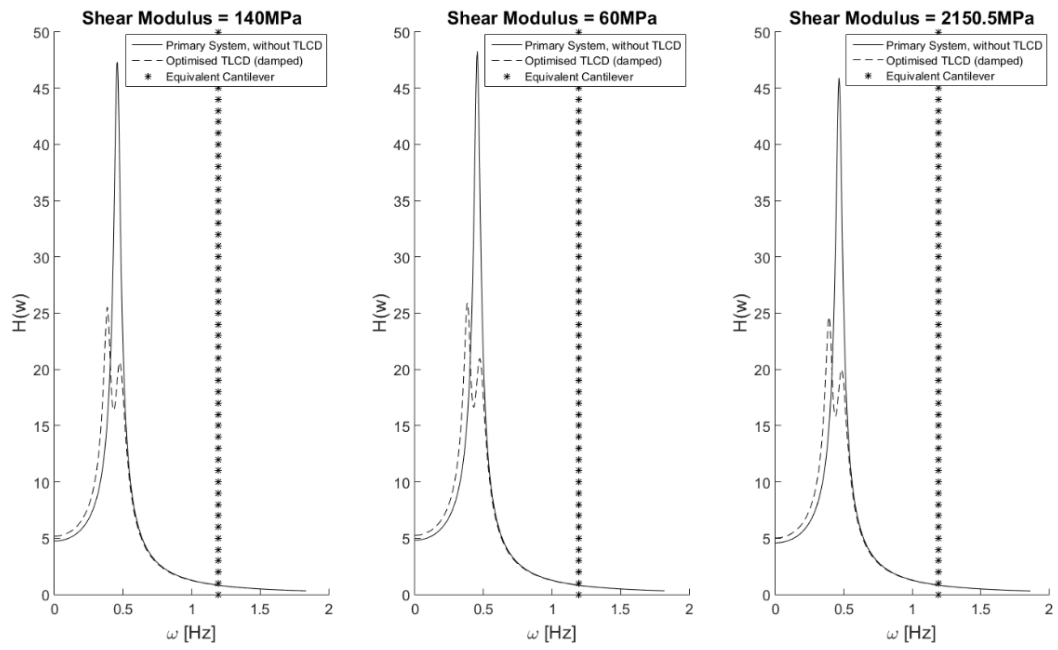 Shear Modulus = 140MPa
50
45
40
35
30
25
20
15
10
5
0
H(w)
0
0.5
1
1.5
2
ω [Hz]
Primary System, without TLCD
Optimised TLCD (damped)
Equivalent Cantilever
Shear Modulus = 60MPa
50
45
40
35
30
25
20
15
10
5
0
H(w)
0
0.5
1
1.5
2
ω [Hz]
Primary System, without TLCD
Optimised TLCD (damped)
Equivalent Cantilever
Shear Modulus = 2150.5MPa
50
45
40
35
30
25
20
15
10
5
0
H(w)
0
0.5
1
1.5
2
ω [Hz]
Primary System, without TLCD
Optimised TLCD (damped)
Equivalent Cantilever